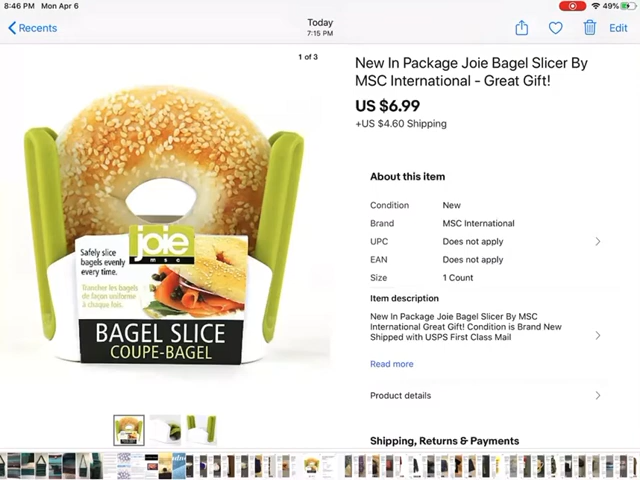 8:46 PM Mon Apr 6
49%
Recents
Today
7:15 PM
Edit
1 of 3
New In Package Joie Bagel Slicer By
MSC International - Great Gift!
US $6.99
+US $4.60 Shipping
About this item
Condition New
Brand MSC International
UPC Does not apply
EAN Does not apply
Size 1 Count
Item description
New In Package Joie Bagel Slicer By MSC
International Great Gift! Condition is Brand New
Shipped with USPS First Class Mail
Read more
Product details
Shipping, Returns & Payments
joie
msc
Safely slice
bagels evenly
every time.
Trancher les bagels
de façon uniforme
à chaque fois.
BAGEL SLICE
COUPE-BAGEL